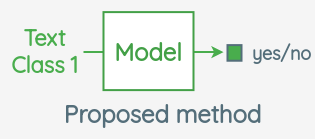 Text
Class 1
Model
yes/no
Proposed method